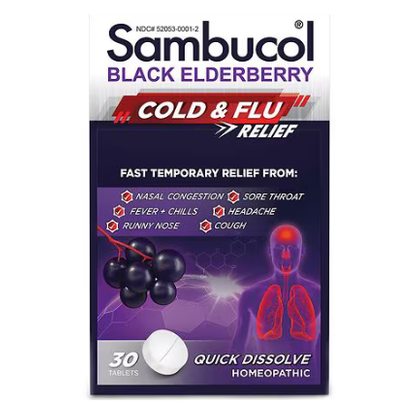 NDC# 52053-0001-2
Sambucol®
BLACK ELDERBERRY
COLD & FLU
RELIEF
FAST TEMPORARY RELIEF FROM:
NASAL CONGESTION SORE THROAT
FEVER + CHILLS HEADACHE
RUNNY NOSE COUGH
30
TABLETS
QUICK DISSOLVE
HOMEOPATHIC